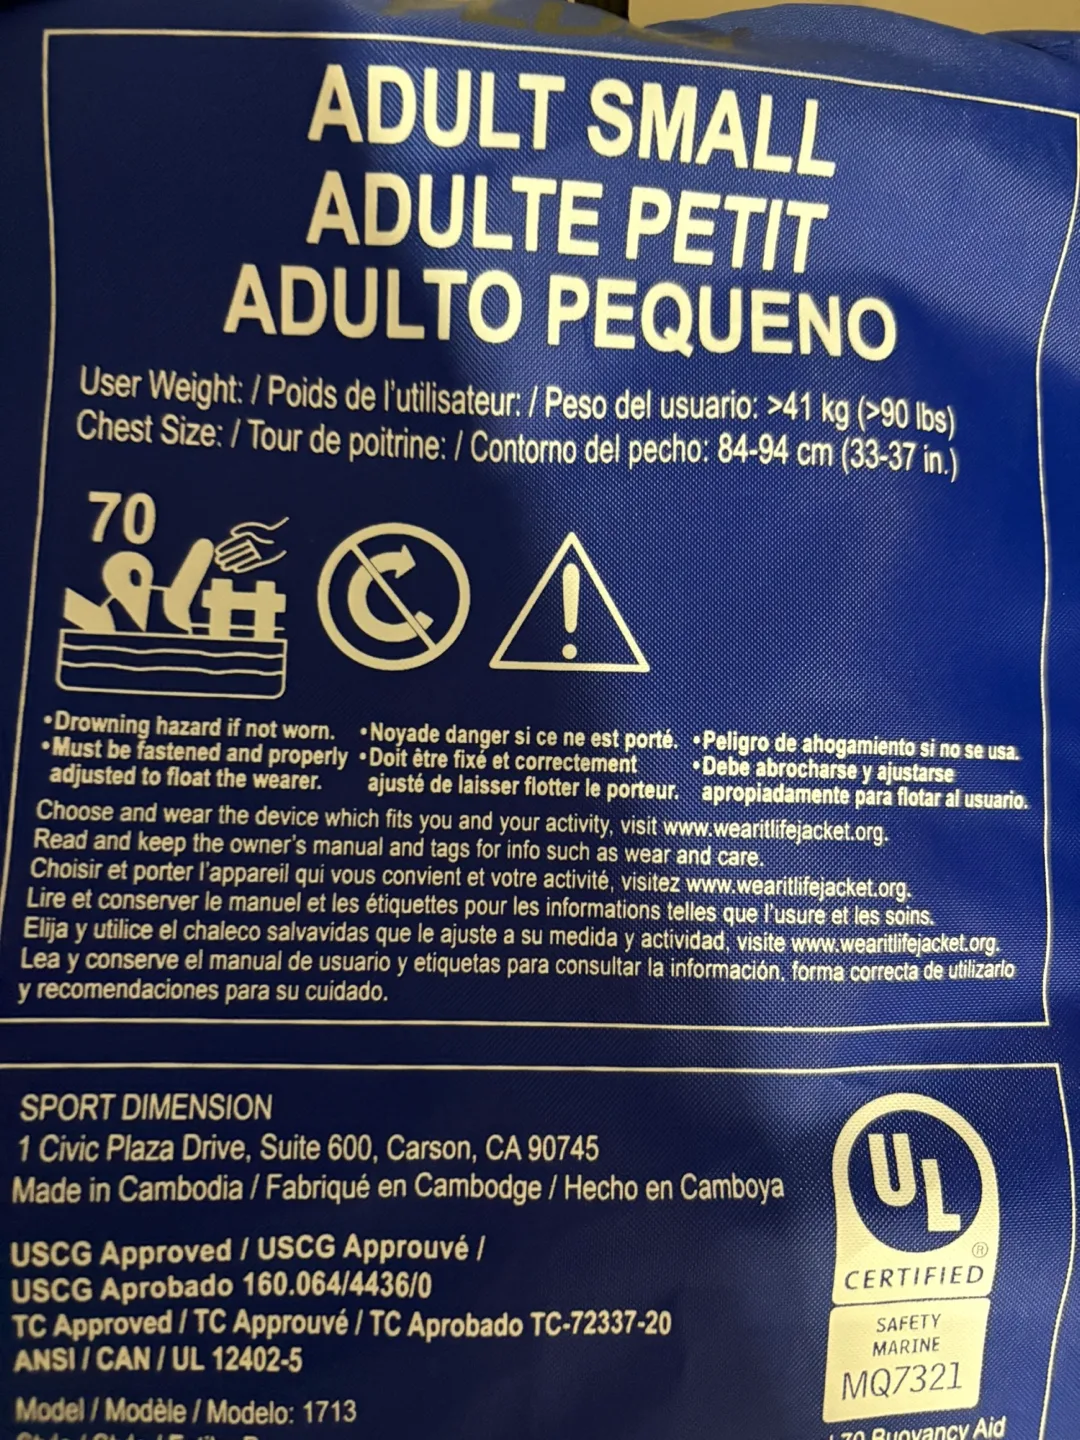 ADULT SMALL
ADULTE PETIT
ADULTO PEQUENO
User Weight: / Poids de l'utilisateur: / Peso del usuario: >41 kg (>90 lbs)
Chest Size: / Tour de poitrine: / Contorno del pecho: 84-94 cm (33-37 in.)
70
•Drowning hazard if not worn.
•Must be fastened and properly
adjusted to float the wearer.
•Noyade danger si ce ne est porté.
•Doit être fixé et correctement
ajusté de laisser flotter le porteur.
•Peligro de ahogamiento si no se usa.
•Debe abrocharse y ajustarse
apropiadamente para flotar al usuario.
Choose and wear the device which fits you and your activity, visit www.wearitlifejacket.org.
Read and keep the owner's manual and tags for info such as wear and care.
Choisir et porter l'appareil qui vous convient et votre activité, visitez www.wearitlifejacket.org.
Lire et conserver le manuel et les étiquettes pour les informations telles que l'usure et les soins.
Elija y utilice el chaleco salvavidas que le ajuste a su medida y actividad, visite www.wearitlifejacket.org.
Lea y conserve el manual de usuario y etiquetas para consultar la información, forma correcta de utilizarlo
y recomendaciones para su cuidado.
SPORT DIMENSION
1 Civic Plaza Drive, Suite 600, Carson, CA 90745
Made in Cambodia / Fabriqué en Cambodge / Hecho en Camboya
USCG Approved / USCG Approuvé /
USCG Aprobado 160.064/4436/0
TC Approved / TC Approuvé / TC Aprobado TC-72337-20
ANSI / CAN / UL 12402-5
Model / Modèle / Modelo: 1713
UL
®
CERTIFIED
SAFETY
MARINE
MQ7321
70 Buoyancy Aid